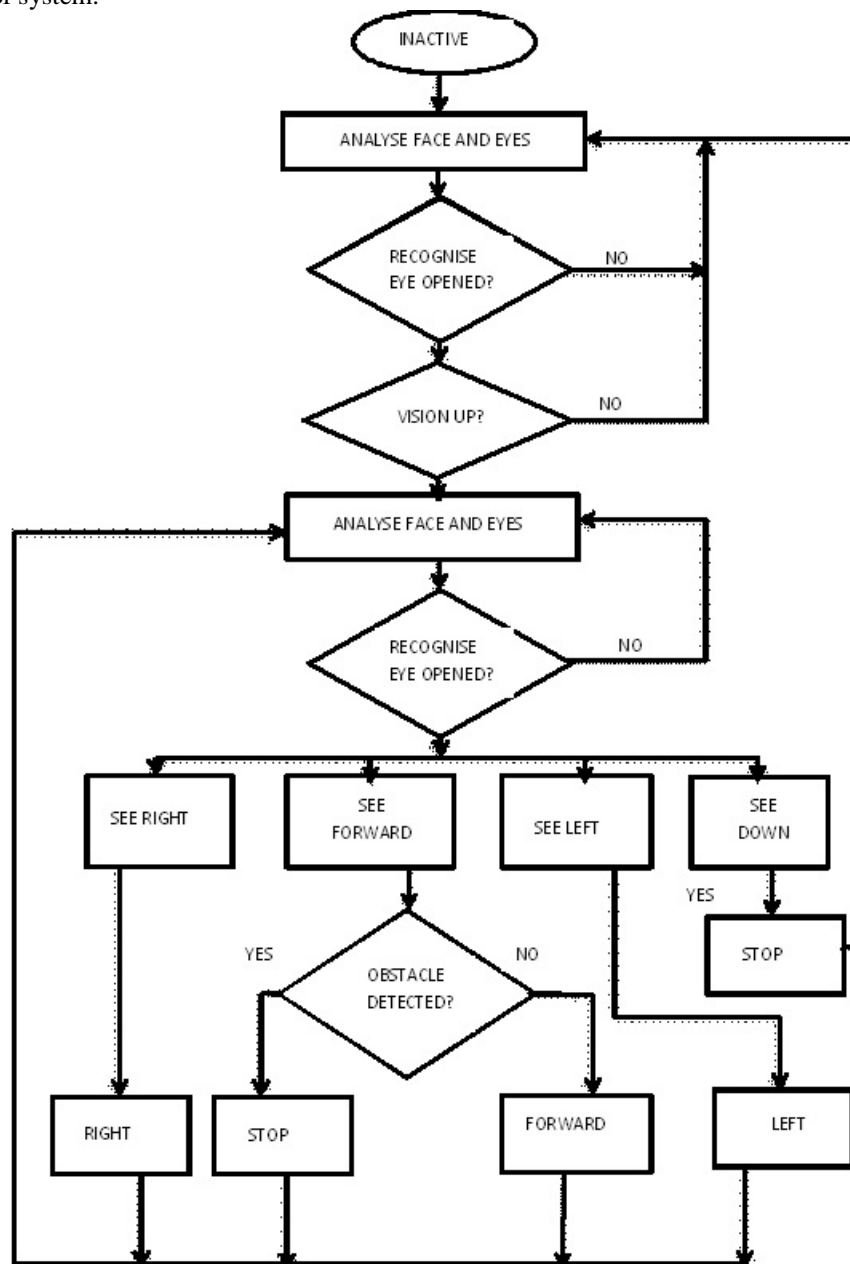 system.
INACTIVE
ANALYSE FACE AND EYES
RECOGNISE
EYE OPENED?
NO
VISION UP?
NO
ANALYSE FACE AND EYES
RECOGNISE
EYE OPENED?
NO
SEE RIGHT
SEE
FORWARD
SEE LEFT
SEE
DOWN
YES
STOP
YES
OBSTACLE
DETECTED?
NO
RIGHT
STOP
FORWARD
LEFT